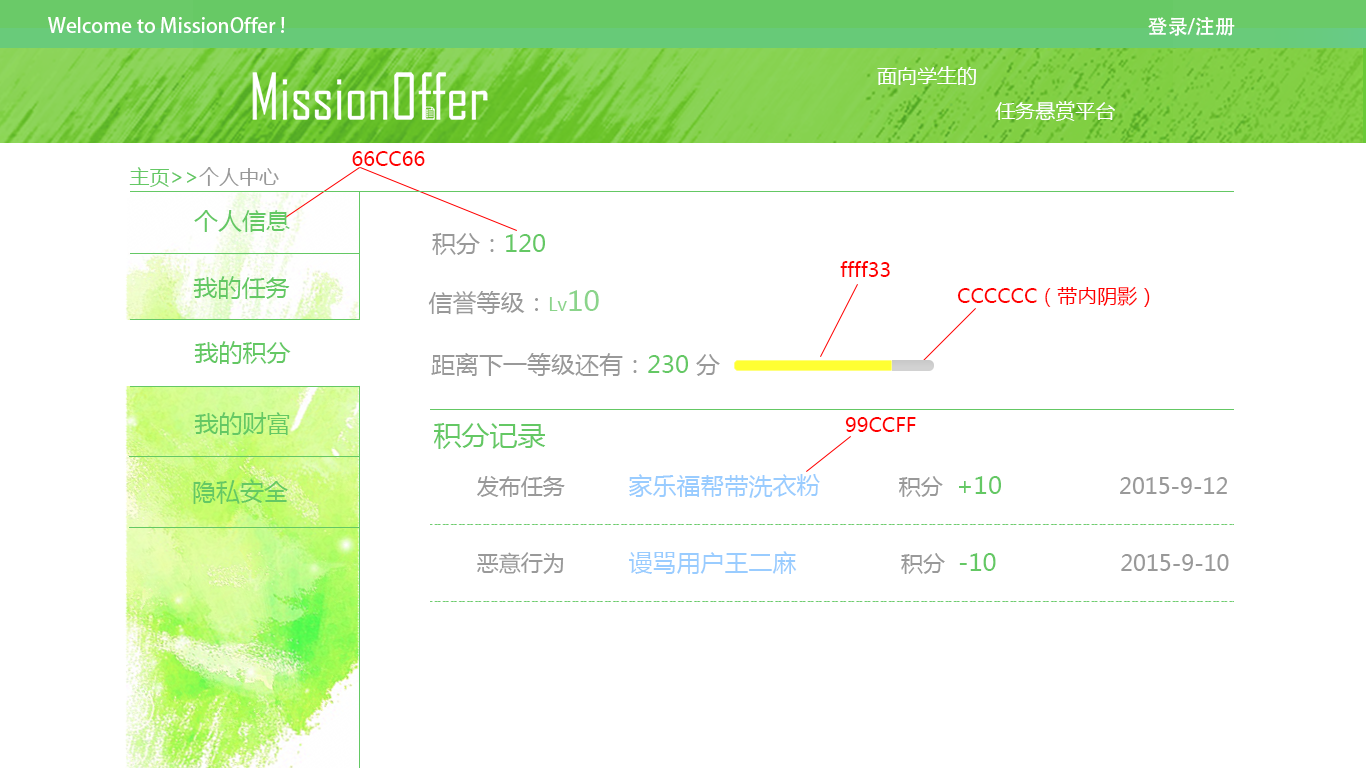 Welcome to MissionOffer !
登录/注册
MissionOffer
面向学生的
任务悬赏平台
66CC66
主页>>个人中心
个人信息
我的任务
我的积分
我的财富
隐私安全
积分：120
ffff33
信誉等级：Lv10
CCCCCC（带内阴影）
距离下一等级还有：230 分
99CCFF
积分记录
发布任务 家乐福帮带洗衣粉 积分 +10 2015-9-12
恶意行为 谩骂用户王二麻 积分 -10 2015-9-10